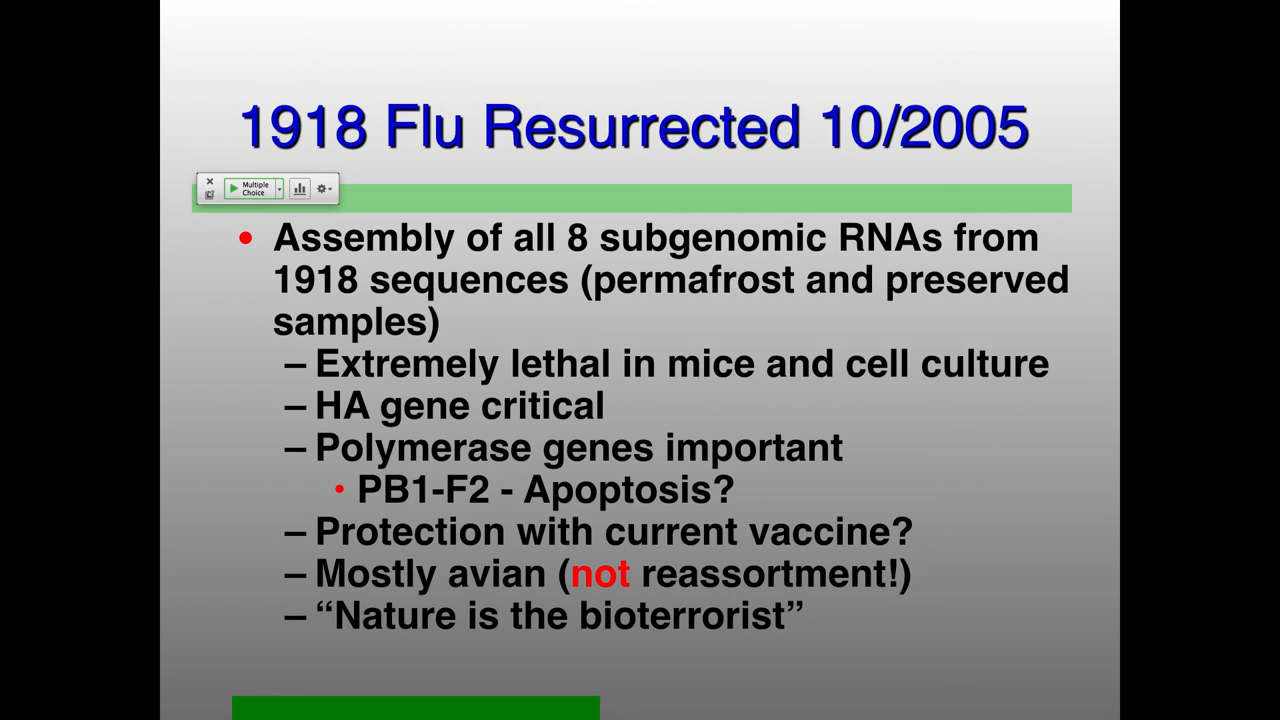 1918 Flu Resurrected 10/2005
Multiple
Choice
• Assembly of all 8 subgenomic RNAs from
1918 sequences (permafrost and preserved
samples)
– Extremely lethal in mice and cell culture
– HA gene critical
– Polymerase genes important
• PB1-F2 - Apoptosis?
– Protection with current vaccine?
– Mostly avian (not reassortment!)
– “Nature is the bioterrorist”